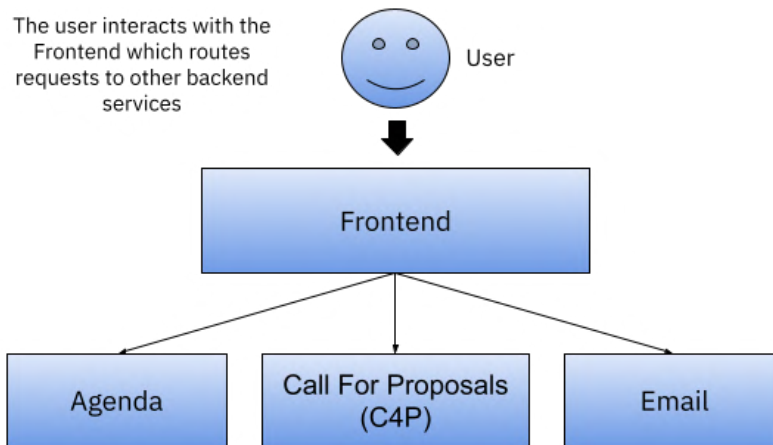 The user interacts with the
Frontend which routes
requests to other backend
services
User
Frontend
Agenda
Call For Proposals
(C4P)
Email